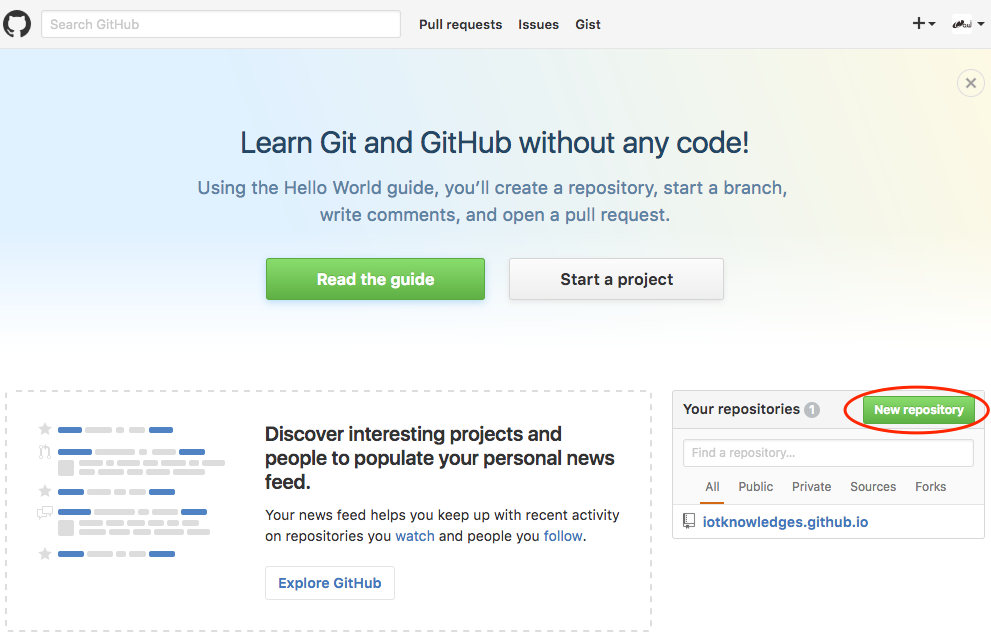 Search GitHub
Pull requests Issues Gist
Learn Git and GitHub without any code!
Using the Hello World guide, you’ll create a repository, start a branch,
write comments, and open a pull request.
Read the guide Start a project
Discover interesting projects and
people to populate your personal news
feed.
Your news feed helps you keep up with recent activity
on repositories you watch and people you follow.
Explore GitHub
Your repositories 1 New repository
Find a repository...
All Public Private Sources Forks
iotknowledges.github.io